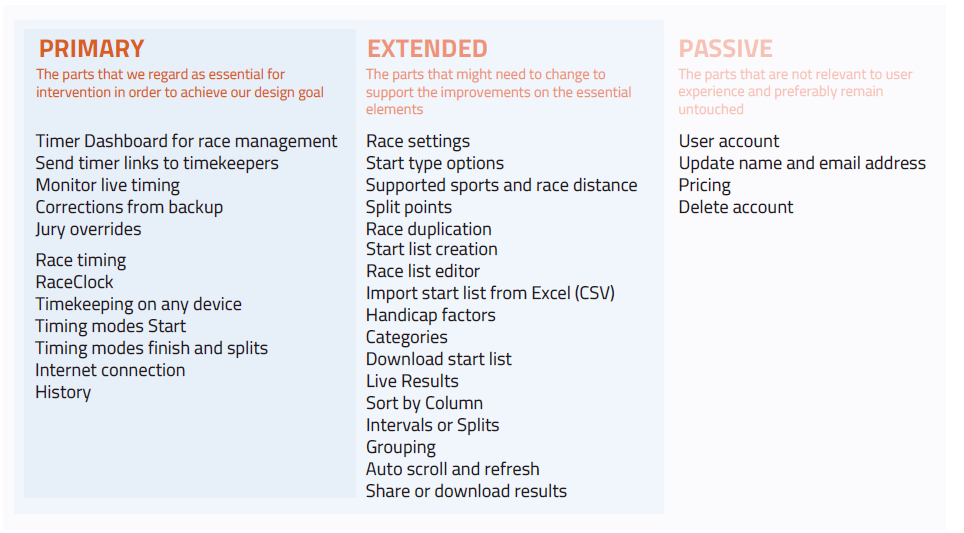 PRIMARY
The parts that we regard as essential for
intervention in order to achieve our design goal
Timer Dashboard for race management
Send timer links to timekeepers
Monitor live timing
Corrections from backup
Jury overrides
Race timing
RaceClock
Timekeeping on any device
Timing modes Start
Timing modes finish and splits
Internet connection
History
EXTENDED
The parts that might need to change to
support the improvements on the essential
elements
Race settings
Start type options
Supported sports and race distance
Split points
Race duplication
Start list creation
Race list editor
Import start list from Excel (CSV)
Handicap factors
Categories
Download start list
Live Results
Sort by Column
Intervals or Splits
Grouping
Auto scroll and refresh
Share or download results
PASSIVE
The parts that are not relevant to user
experience and preferably remain
untouched
User account
Update name and email address
Pricing
Delete account